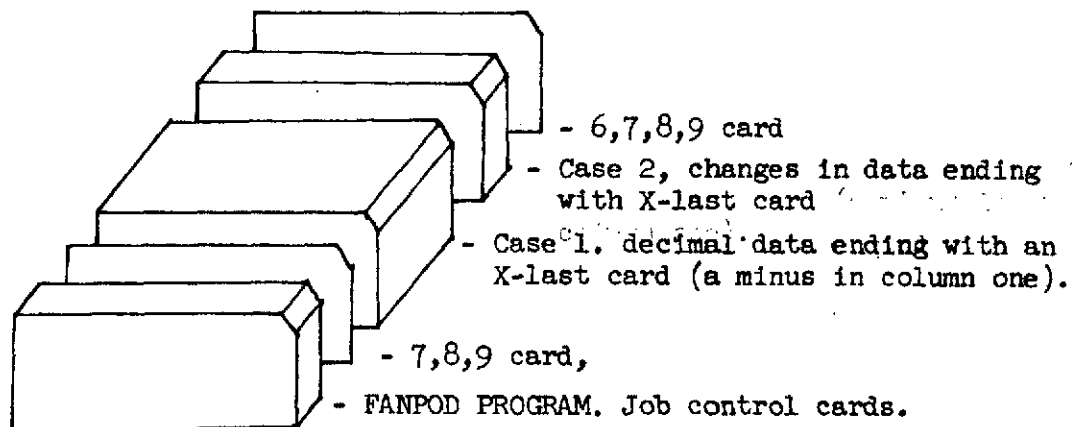 - 6,7,8,9 card
- Case 2, changes in data ending
with X-last card
- Case 1. decimal data ending with an
X-last card (a minus in column one).
- 7,8,9 card,
- FANPOD PROGRAM. Job control cards.